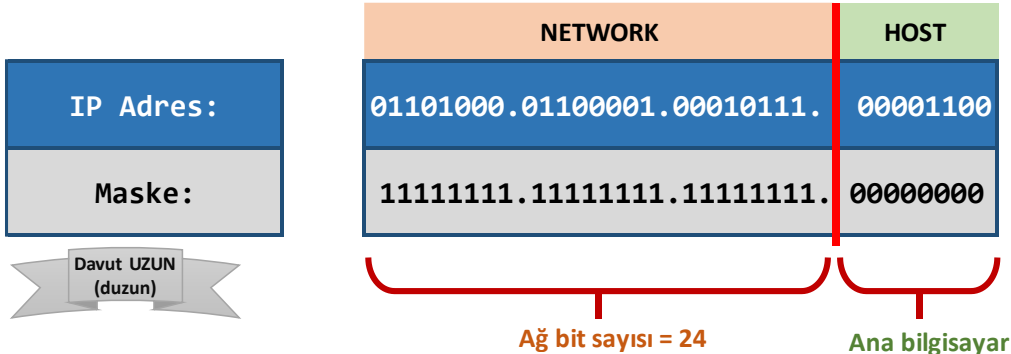 NETWORK HOST
IP Adres: 01101000.01100001.00010111. 00001100
Maske: 11111111.11111111.11111111. 00000000
Davut UZUN
(duzun)
Ağ bit sayısı = 24 Ana bilgisayar